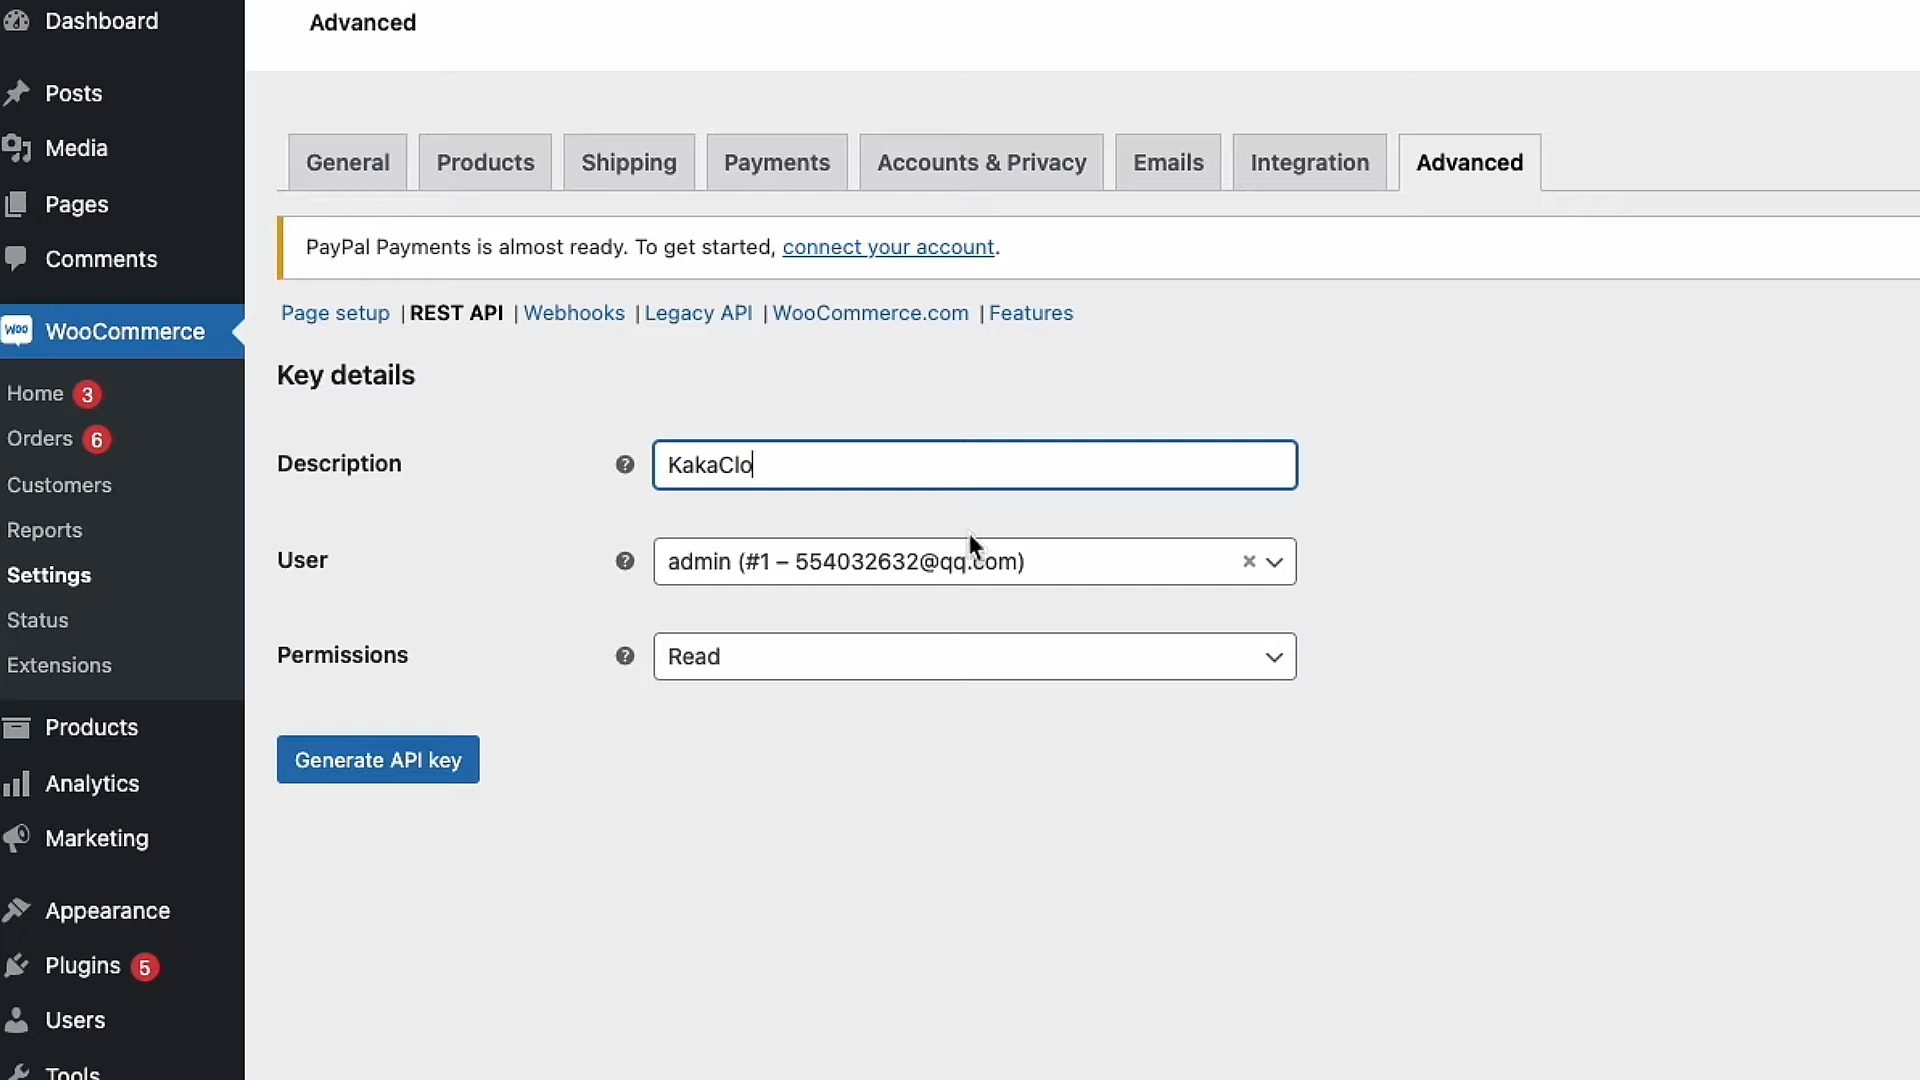 Dashboard
Posts
Media
Pages
Comments
woo WooCommerce
Home 3
Orders 6
Customers
Reports
Settings
Status
Extensions
Products
Analytics
Marketing
Appearance
Plugins 5
Users
Tools
Advanced
General Products Shipping Payments Accounts & Privacy Emails Integration Advanced
PayPal Payments is almost ready. To get started, connect your account.
Page setup | REST API | Webhooks | Legacy API | WooCommerce.com | Features
Key details
Description ? KakaClo
User ? admin (#1 – 554032632@qq.com) ×
Permissions ? Read
Generate API key